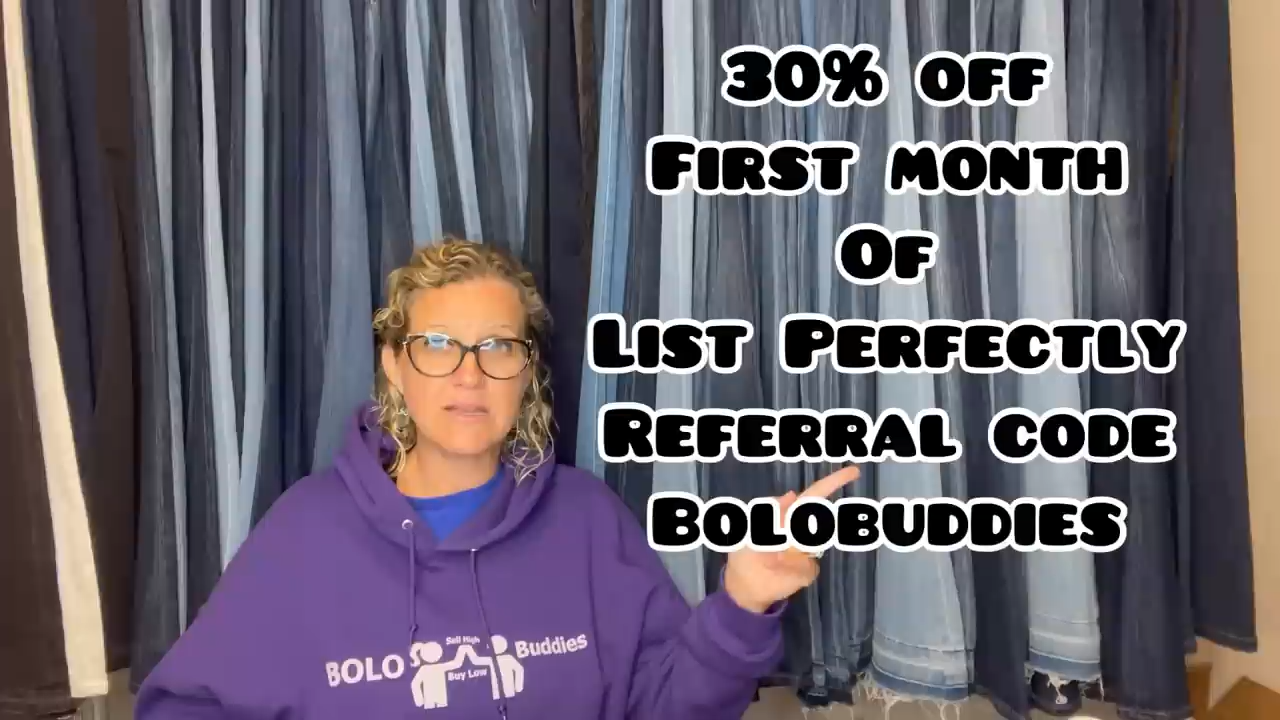 30% OFF
FIRST MONTH
OF
LIST PERFECTLY
REFERRAL CODE
BOLOBUDDIES
BOLO Buddies
Sell High
Buy Low